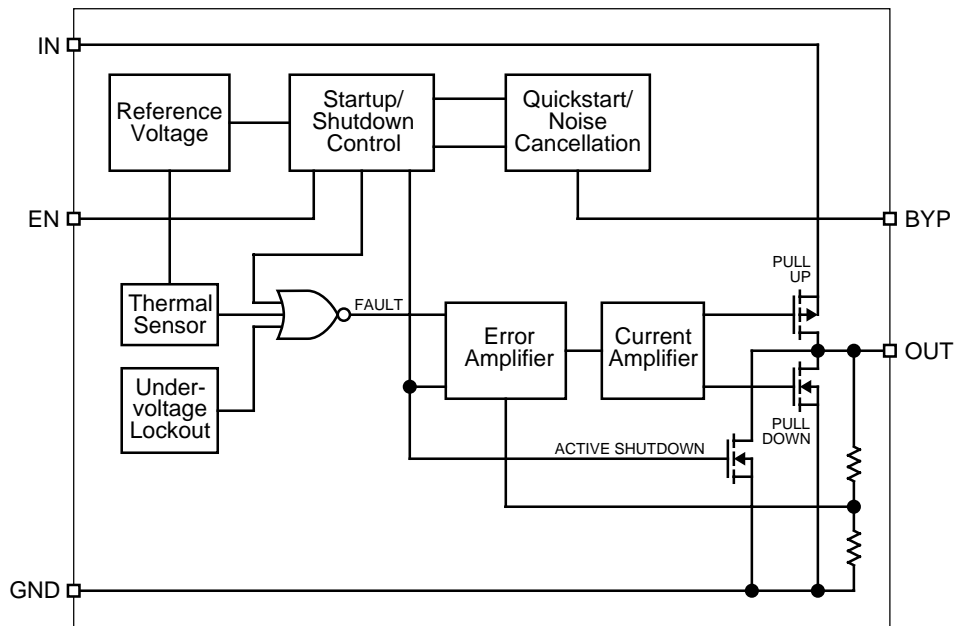 IN
Reference
Voltage
Startup/
Shutdown
Control
Quickstart/
Noise
Cancellation
EN
BYP
PULL
UP
Thermal
Sensor
FAULT
Error
Amplifier
Current
Amplifier
OUT
Under-
voltage
Lockout
PULL
DOWN
ACTIVE SHUTDOWN
GND